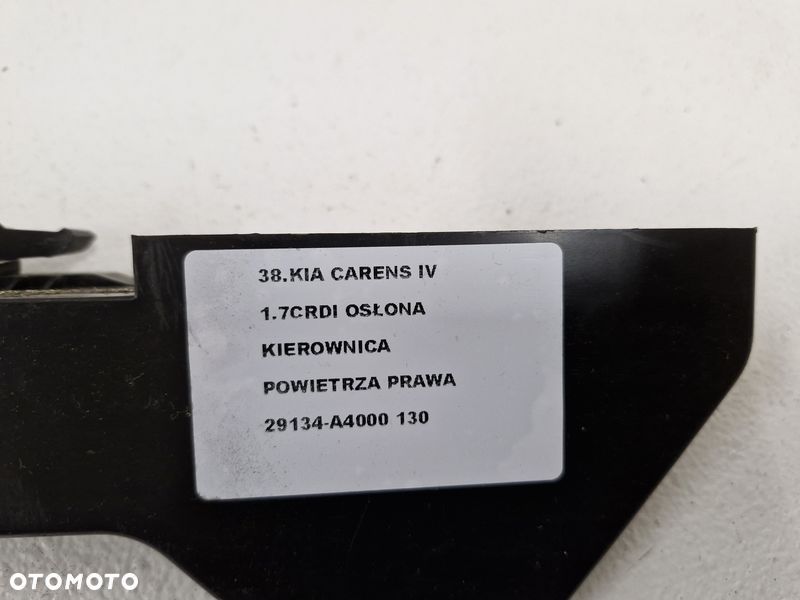 38.KIA CARENS IV
1.7CRDI OSŁONA
KIEROWNICA
POWIETRZA PRAWA
29134-A4000 130
OTOMOTO